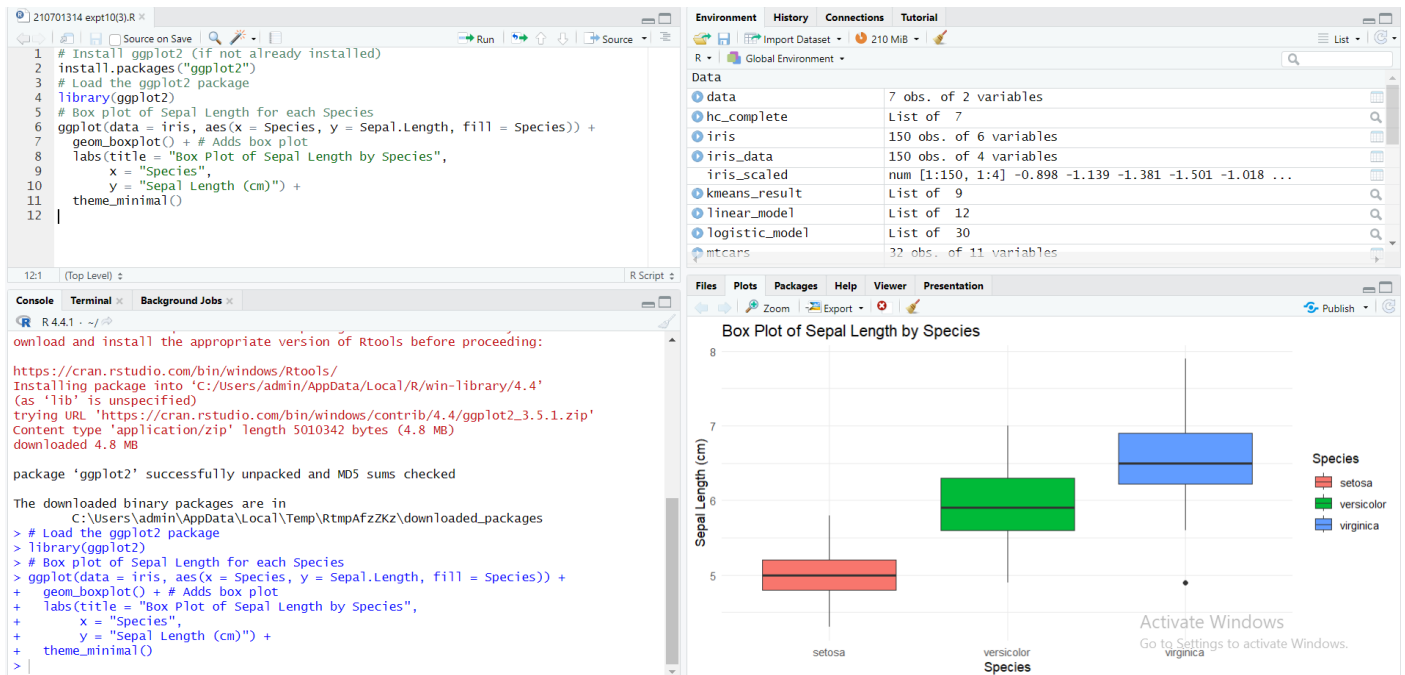 210701314 expt10(3).R
Source on Save
Run
Source
1 # Install ggplot2 (if not already installed)
2 install.packages("ggplot2")
3 # Load the ggplot2 package
4 library(ggplot2)
5 # Box plot of Sepal Length for each Species
6 ggplot(data = iris, aes(x = Species, y = Sepal.Length, fill = Species)) +
7 geom_boxplot() + # Adds box plot
8 labs(title = "Box Plot of Sepal Length by Species",
9 x = "Species",
10 y = "Sepal Length (cm)") +
11 theme_minimal()
12
12:1 (Top Level) R Script
Console Terminal Background Jobs
R 4.4.1 · ~/
ownload and install the appropriate version of Rtools before proceeding:
https://cran.rstudio.com/bin/windows/Rtools/
Installing package into ‘C:/Users/admin/AppData/Local/R/win-library/4.4’
(as ‘lib’ is unspecified)
trying URL 'https://cran.rstudio.com/bin/windows/contrib/4.4/ggplot2_3.5.1.zip'
Content type 'application/zip' length 5010342 bytes (4.8 MB)
downloaded 4.8 MB
package ‘ggplot2’ successfully unpacked and MD5 sums checked
The downloaded binary packages are in
C:\Users\admin\AppData\Local\Temp\RtmpAfzZKz\downloaded_packages
> # Load the ggplot2 package
> library(ggplot2)
> # Box plot of Sepal Length for each Species
> ggplot(data = iris, aes(x = Species, y = Sepal.Length, fill = Species)) +
+ geom_boxplot() + # Adds box plot
+ labs(title = "Box Plot of Sepal Length by Species",
+ x = "Species",
+ y = "Sepal Length (cm)") +
+ theme_minimal()
>
Environment History Connections Tutorial
Import Dataset 210 MiB List
R Global Environment
Data
data 7 obs. of 2 variables
hc_complete List of 7
iris 150 obs. of 6 variables
iris_data 150 obs. of 4 variables
iris_scaled num [1:150, 1:4] -0.898 -1.139 -1.381 -1.501 -1.018 ...
kmeans_result List of 9
linear_model List of 12
logistic_model List of 30
mtcars 32 obs. of 11 variables
Files Plots Packages Help Viewer Presentation
Zoom Export Publish
Box Plot of Sepal Length by Species
8
7
6
5
Sepal Length (cm)
setosa versicolor virginica
Species
Species
setosa
versicolor
virginica
Activate Windows
Go to Settings to activate Windows.